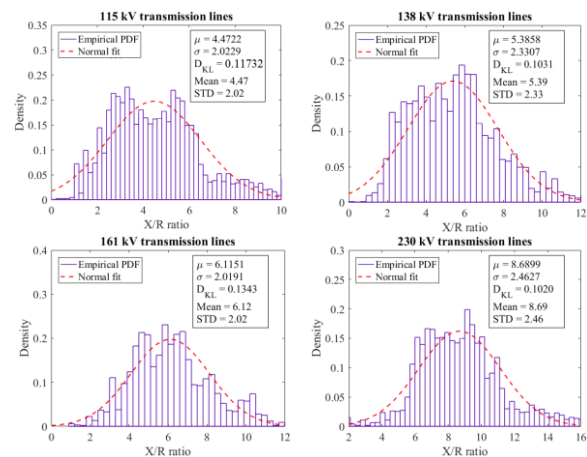 115 kV transmission lines
0.35
0.3
0.25
0.2
0.15
0.1
0.05
0
Density
Empirical PDF
Normal fit
μ = 4.4722
σ = 2.0229
D_KL = 0.11732
Mean = 4.47
STD = 2.02
0 2 4 6 8 10
X/R ratio
138 kV transmission lines
0.25
0.2
0.15
0.1
0.05
0
Density
Empirical PDF
Normal fit
μ = 5.3858
σ = 2.3307
D_KL = 0.1031
Mean = 5.39
STD = 2.33
0 2 4 6 8 10 12
X/R ratio
161 kV transmission lines
0.4
0.3
0.2
0.1
0
Density
Empirical PDF
Normal fit
μ = 6.1151
σ = 2.0191
D_KL = 0.1343
Mean = 6.12
STD = 2.02
0 2 4 6 8 10 12
X/R ratio
230 kV transmission lines
0.3
0.2
0.1
0
Density
Empirical PDF
Normal fit
μ = 8.6899
σ = 2.4627
D_KL = 0.1020
Mean = 8.69
STD = 2.46
2 4 6 8 10 12 14 16
X/R ratio